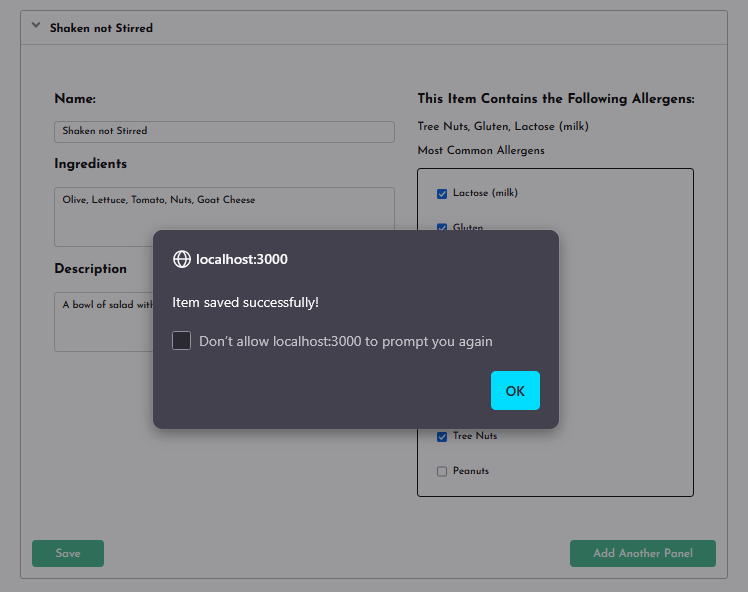 Shaken not Stirred
Name:
Shaken not Stirred
Ingredients
Olive, Lettuce, Tomato, Nuts, Goat Cheese
Description
A bowl of salad with
This Item Contains the Following Allergens:
Tree Nuts, Gluten, Lactose (milk)
Most Common Allergens
Lactose (milk)
Gluten
Tree Nuts
Peanuts
localhost:3000
Item saved successfully!
Don’t allow localhost:3000 to prompt you again
OK
Save
Add Another Panel